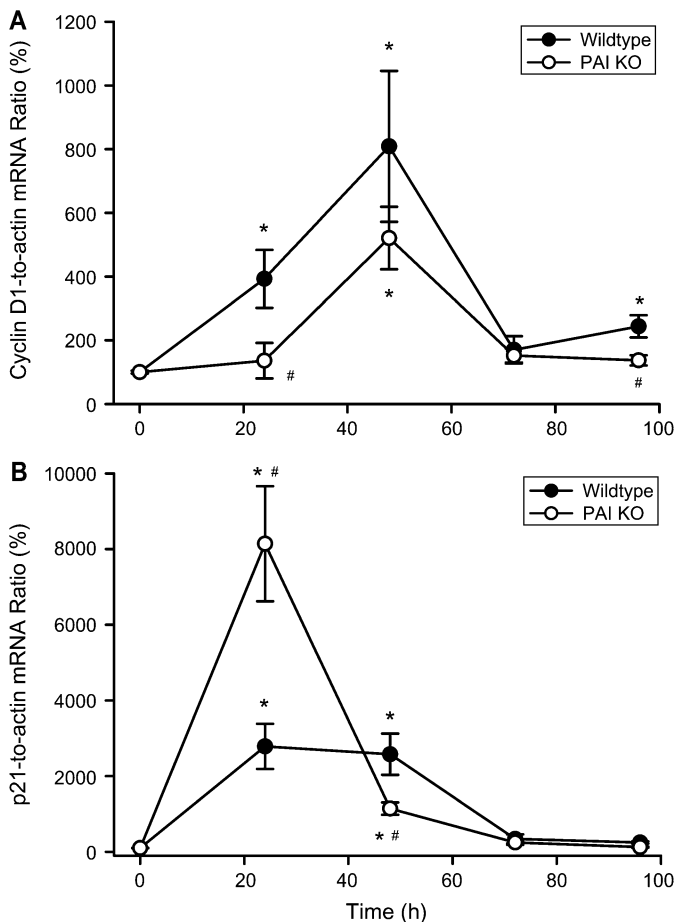 A
Cyclin D1-to-actin mRNA Ratio (%)
1200
1000
800
600
400
200
0
*
*
*
*
#
#
Wildtype
PAI KO
0 20 40 60 80 100
B
p21-to-actin mRNA Ratio (%)
10000
8000
6000
4000
2000
0
* #
*
*
* #
Wildtype
PAI KO
0 20 40 60 80 100
Time (h)